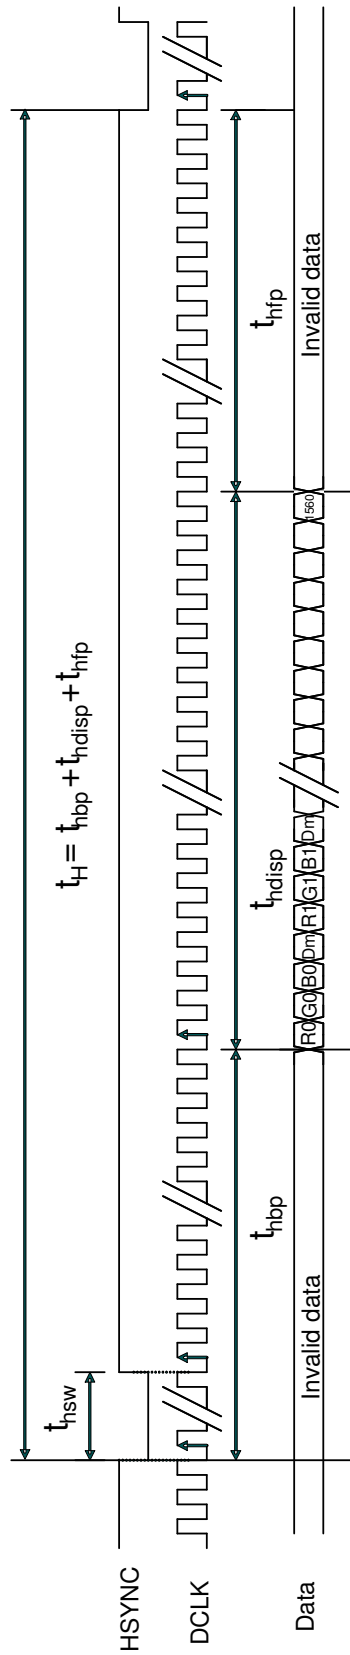 t_H = t_hbp + t_hdisp + t_hfp
HSYNC
t_hsw
DCLK
t_hbp
t_hdisp
t_hfp
Data
Invalid data
R0 G0 B0 Dm R1 G1 B1 Dm
1560
Invalid data